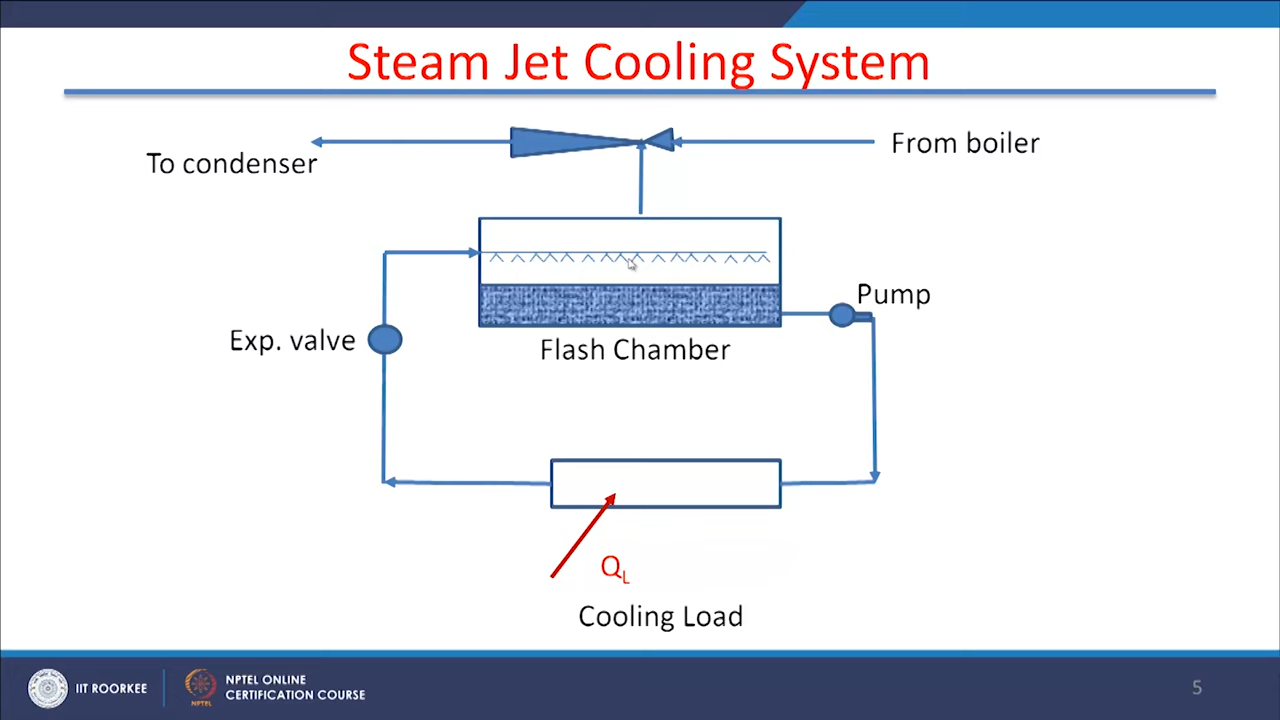 Steam Jet Cooling System
From boiler
To condenser
Pump
Exp. valve
Flash Chamber
QL
Cooling Load
IIT ROORKEE
NPTEL ONLINE
CERTIFICATION COURSE
NPTEL
5